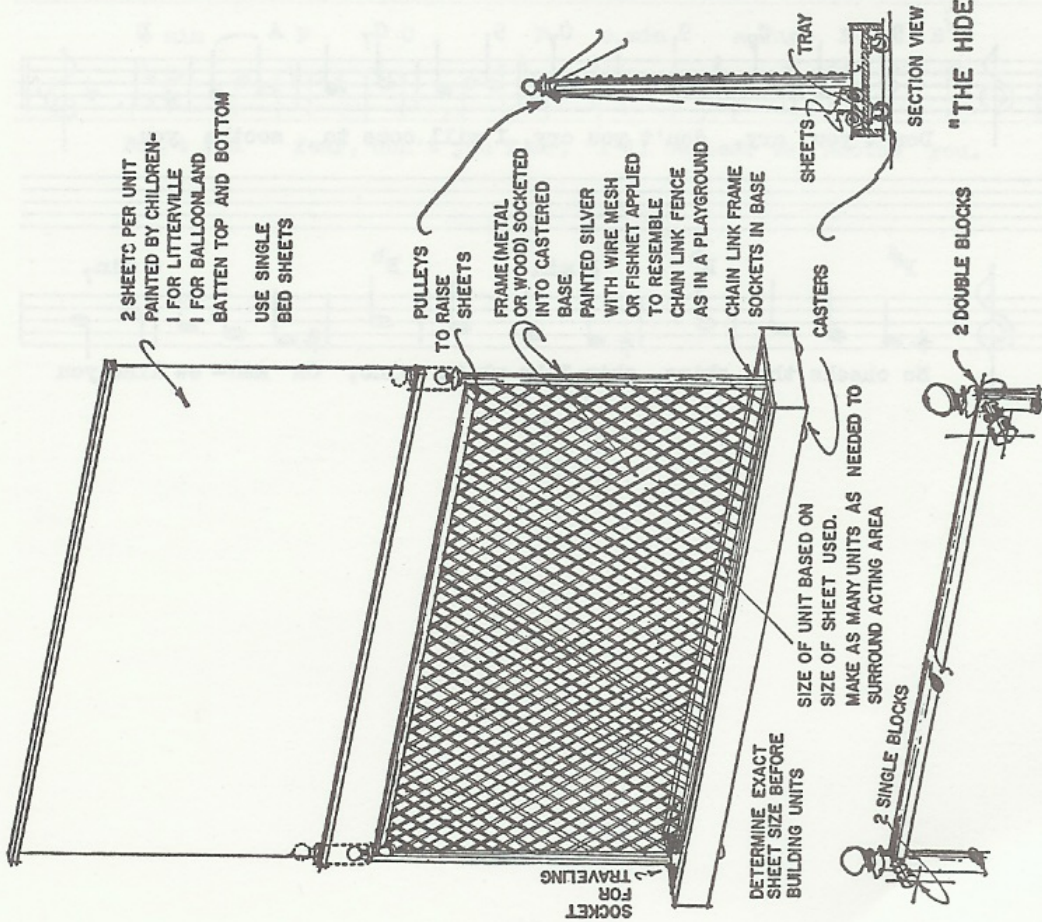 2 SHEETS PER UNIT
PAINTED BY CHILDREN-
1 FOR LITTERVILLE
1 FOR BALLOONLAND
BATTEN TOP AND BOTTOM
USE SINGLE
BED SHEETS
PULLEYS
TO RAISE
SHEETS
FRAME (METAL
OR WOOD) SOCKETED
INTO CASTERED
BASE
PAINTED SILVER
WITH WIRE MESH
OR FISHNET APPLIED
TO RESEMBLE
CHAIN LINK FENCE
AS IN A PLAYGROUND
CHAIN LINK FRAME
SOCKETS IN BASE
CASTERS
SHEETS
TRAY
SECTION VIEW
"THE HIDE
SOCKET
FOR
TRAVELING
DETERMINE EXACT
SHEET SIZE BEFORE
BUILDING UNITS
SIZE OF UNIT BASED ON
SIZE OF SHEET USED.
MAKE AS MANY UNITS AS NEEDED TO
SURROUND ACTING AREA
2 SINGLE BLOCKS
2 DOUBLE BLOCKS